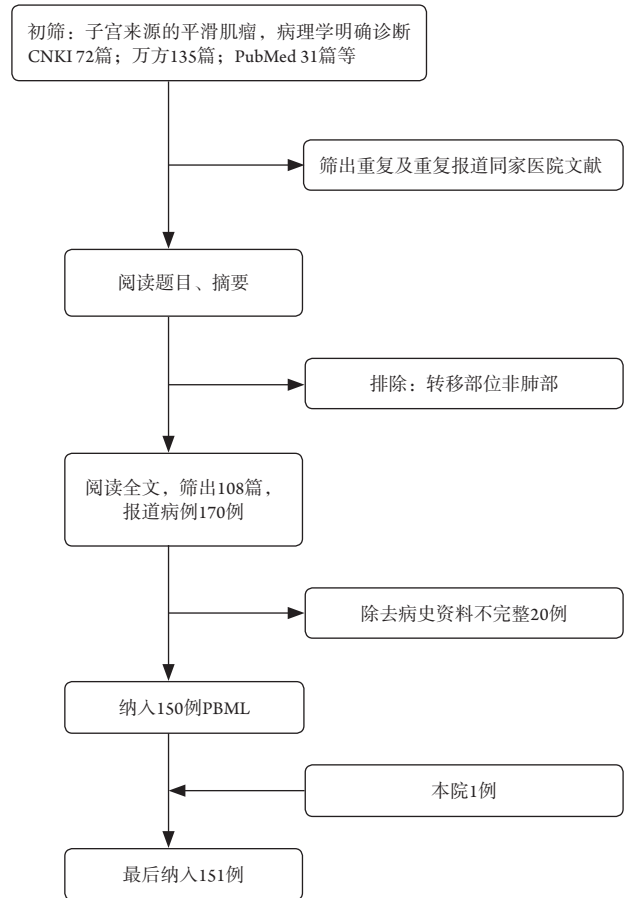 初筛：子宫来源的平滑肌瘤，病理学明确诊断
CNKI 72篇；万方135篇；PubMed 31篇等
筛出重复及重复报道同家医院文献
阅读题目、摘要
排除：转移部位非肺部
阅读全文，筛出108篇，
报道病例170例
除去病史资料不完整20例
纳入150例PBML
本院1例
最后纳入151例